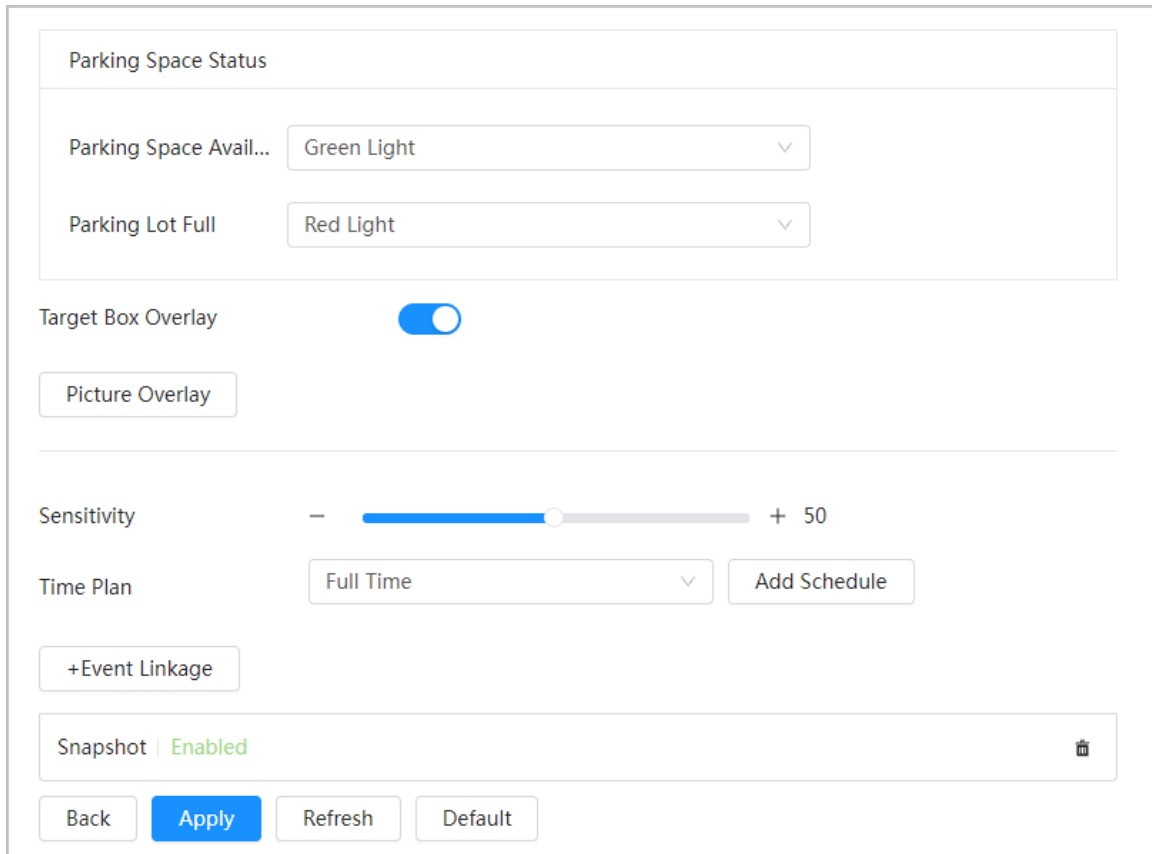 Parking Space Status
Parking Space Avail... Green Light
Parking Lot Full Red Light
Target Box Overlay
Picture Overlay
Sensitivity − + 50
Time Plan Full Time Add Schedule
+Event Linkage
Snapshot Enabled
Back Apply Refresh Default